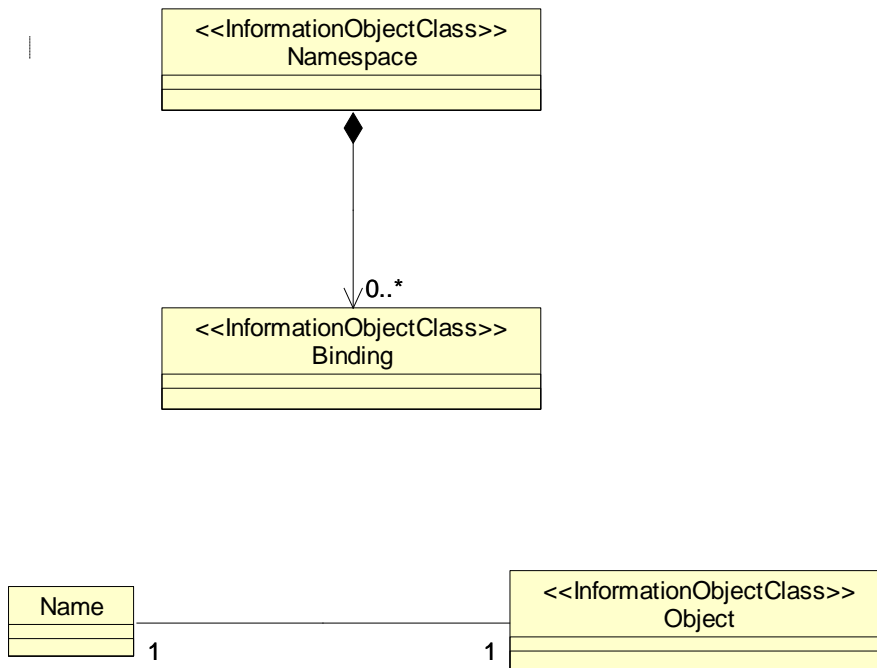 <<InformationObjectClass>>
Namespace
0..*
<<InformationObjectClass>>
Binding
Name
<<InformationObjectClass>>
Object
1
1